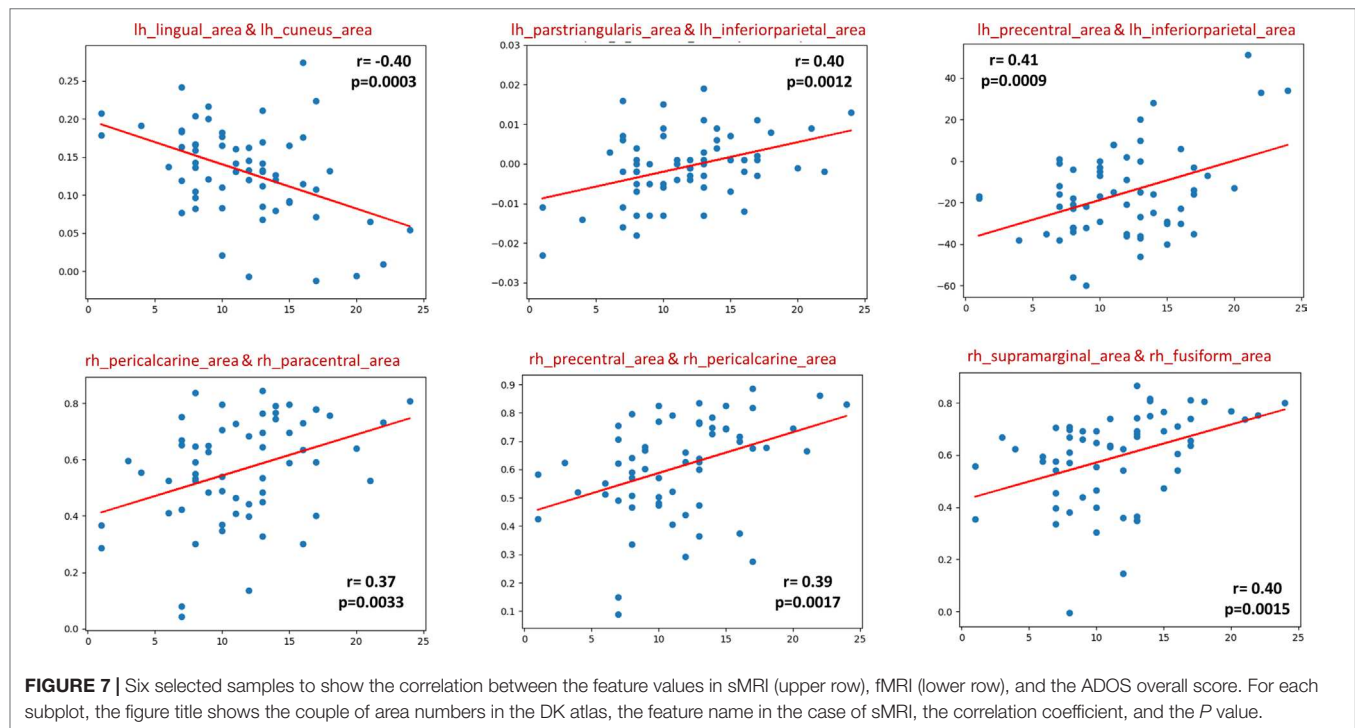 lh_lingual_area & lh_cuneus_area
r= -0.40
p=0.0003
0.25
0.20
0.15
0.10
0.05
0.00
0 5 10 15 20 25
lh_parstriangularis_area & lh_inferiorparietal_area
r= 0.40
p=0.0012
0.03
0.02
0.01
0.00
−0.01
−0.02
−0.03
0 5 10 15 20 25
lh_precentral_area & lh_inferiorparietal_area
r= 0.41
p=0.0009
40
20
0
−20
−40
−60
0 5 10 15 20 25
rh_pericalcarine_area & rh_paracentral_area
0.8
0.6
0.4
0.2
0.0
r= 0.37
p=0.0033
0 5 10 15 20 25
rh_precentral_area & rh_pericalcarine_area
0.9
0.8
0.7
0.6
0.5
0.4
0.3
0.2
0.1
r= 0.39
p=0.0017
0 5 10 15 20 25
rh_supramarginal_area & rh_fusiform_area
0.8
0.6
0.4
0.2
0.0
r= 0.40
p=0.0015
0 5 10 15 20 25
FIGURE 7 | Six selected samples to show the correlation between the feature values in sMRI (upper row), fMRI (lower row), and the ADOS overall score. For each
subplot, the figure title shows the couple of area numbers in the DK atlas, the feature name in the case of sMRI, the correlation coefficient, and the P value.